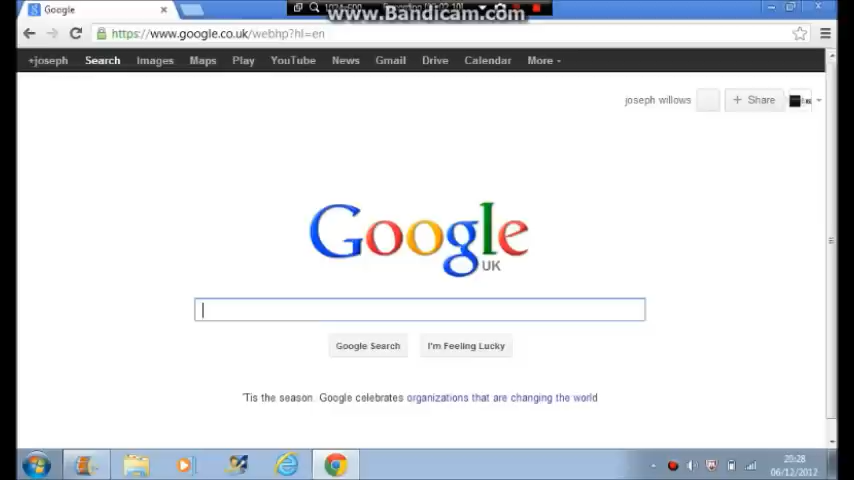 Google
www.Bandicam.com
https://www.google.co.uk/webhp?hl=en
+joseph Search Images Maps Play YouTube News Gmail Drive Calendar More
joseph willows + Share
Google
UK
Google Search I'm Feeling Lucky
'Tis the season. Google celebrates organizations that are changing the world
20:28
06/12/2012